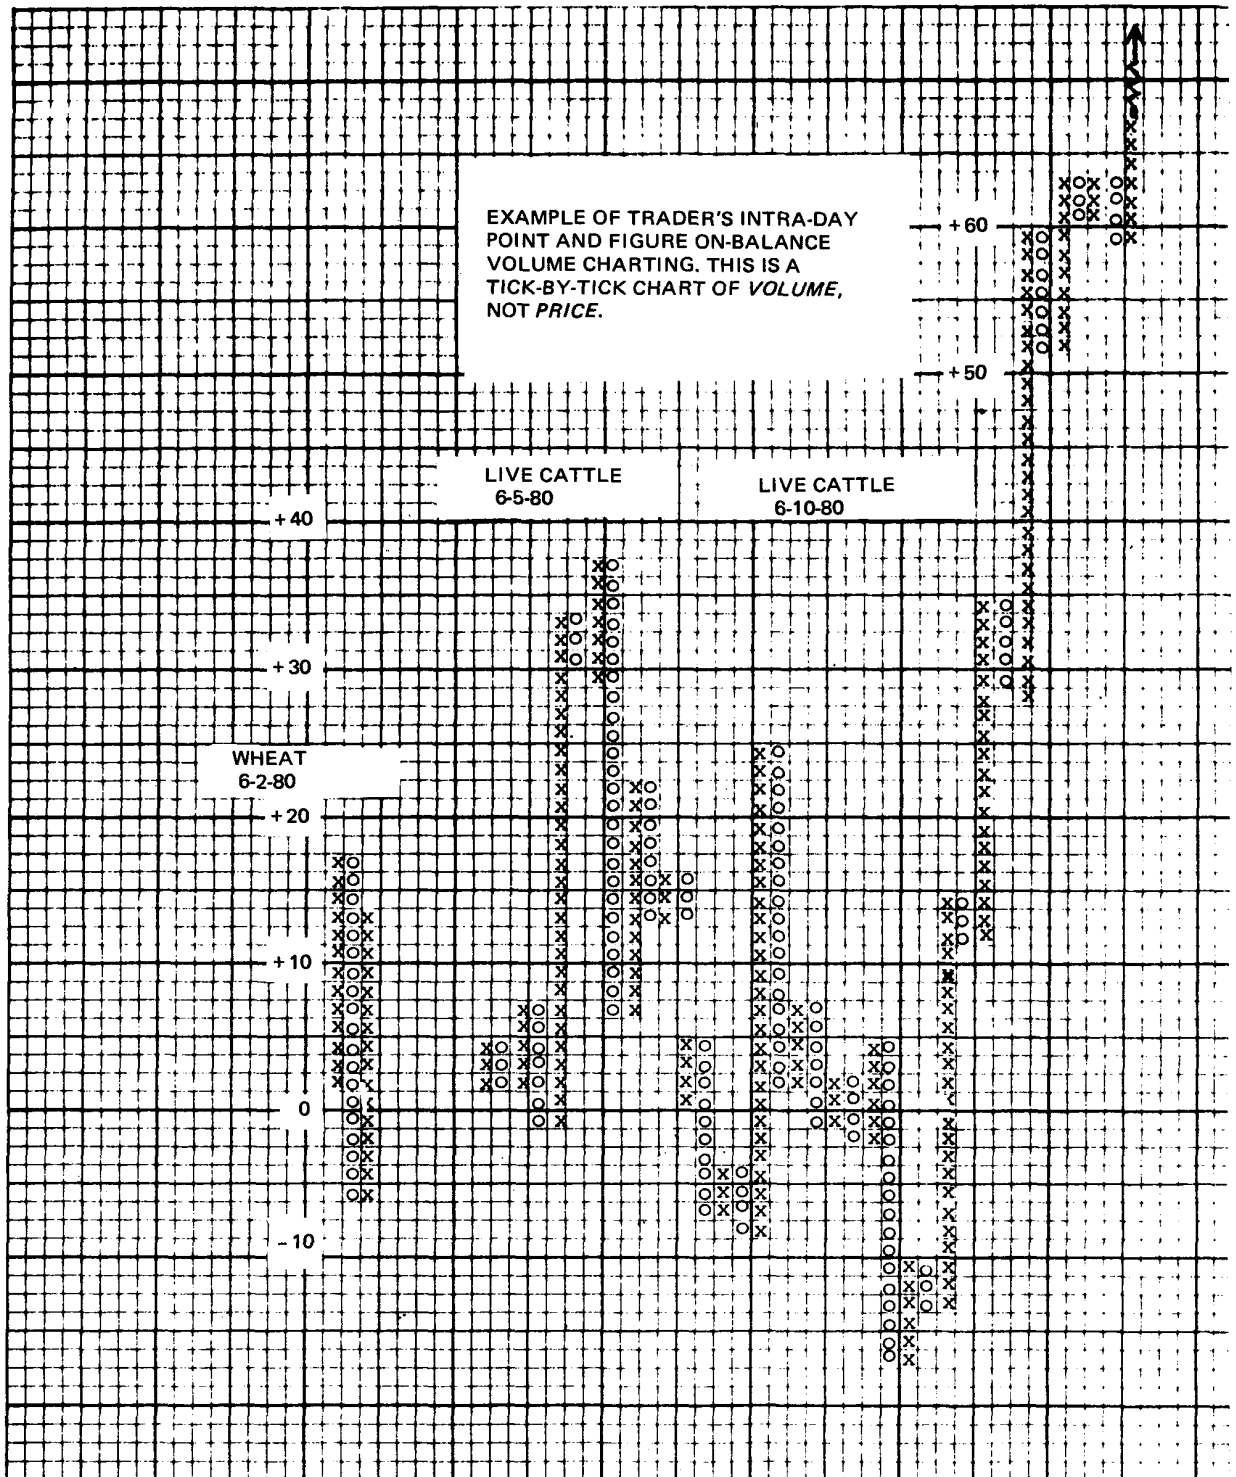 EXAMPLE OF TRADER'S INTRA-DAY
POINT AND FIGURE ON-BALANCE
VOLUME CHARTING. THIS IS A
TICK-BY-TICK CHART OF VOLUME,
NOT PRICE.
+60
+50
LIVE CATTLE
6-5-80
LIVE CATTLE
6-10-80
+40
+30
WHEAT
6-2-80
+20
+10
0
-10